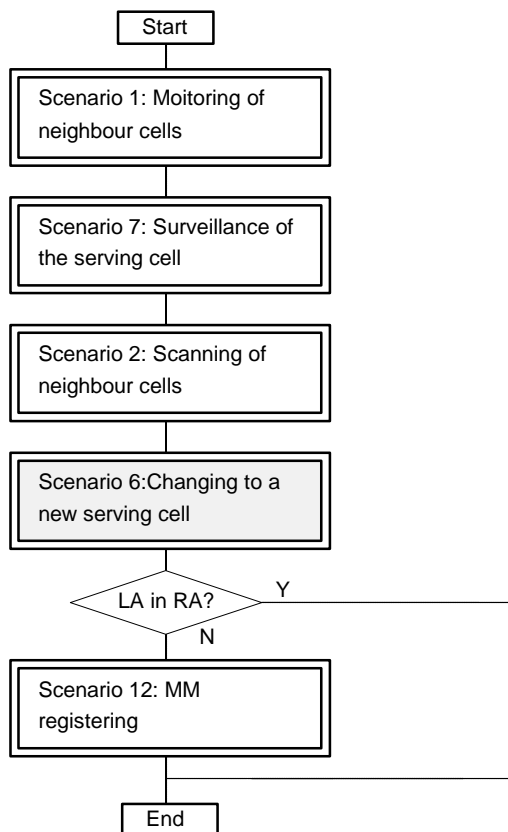 Start
Scenario 1: Moitoring of
neighbour cells
Scenario 7: Surveillance of
the serving cell
Scenario 2: Scanning of
neighbour cells
Scenario 6:Changing to a
new serving cell
LA in RA?
Y
N
Scenario 12: MM
registering
End